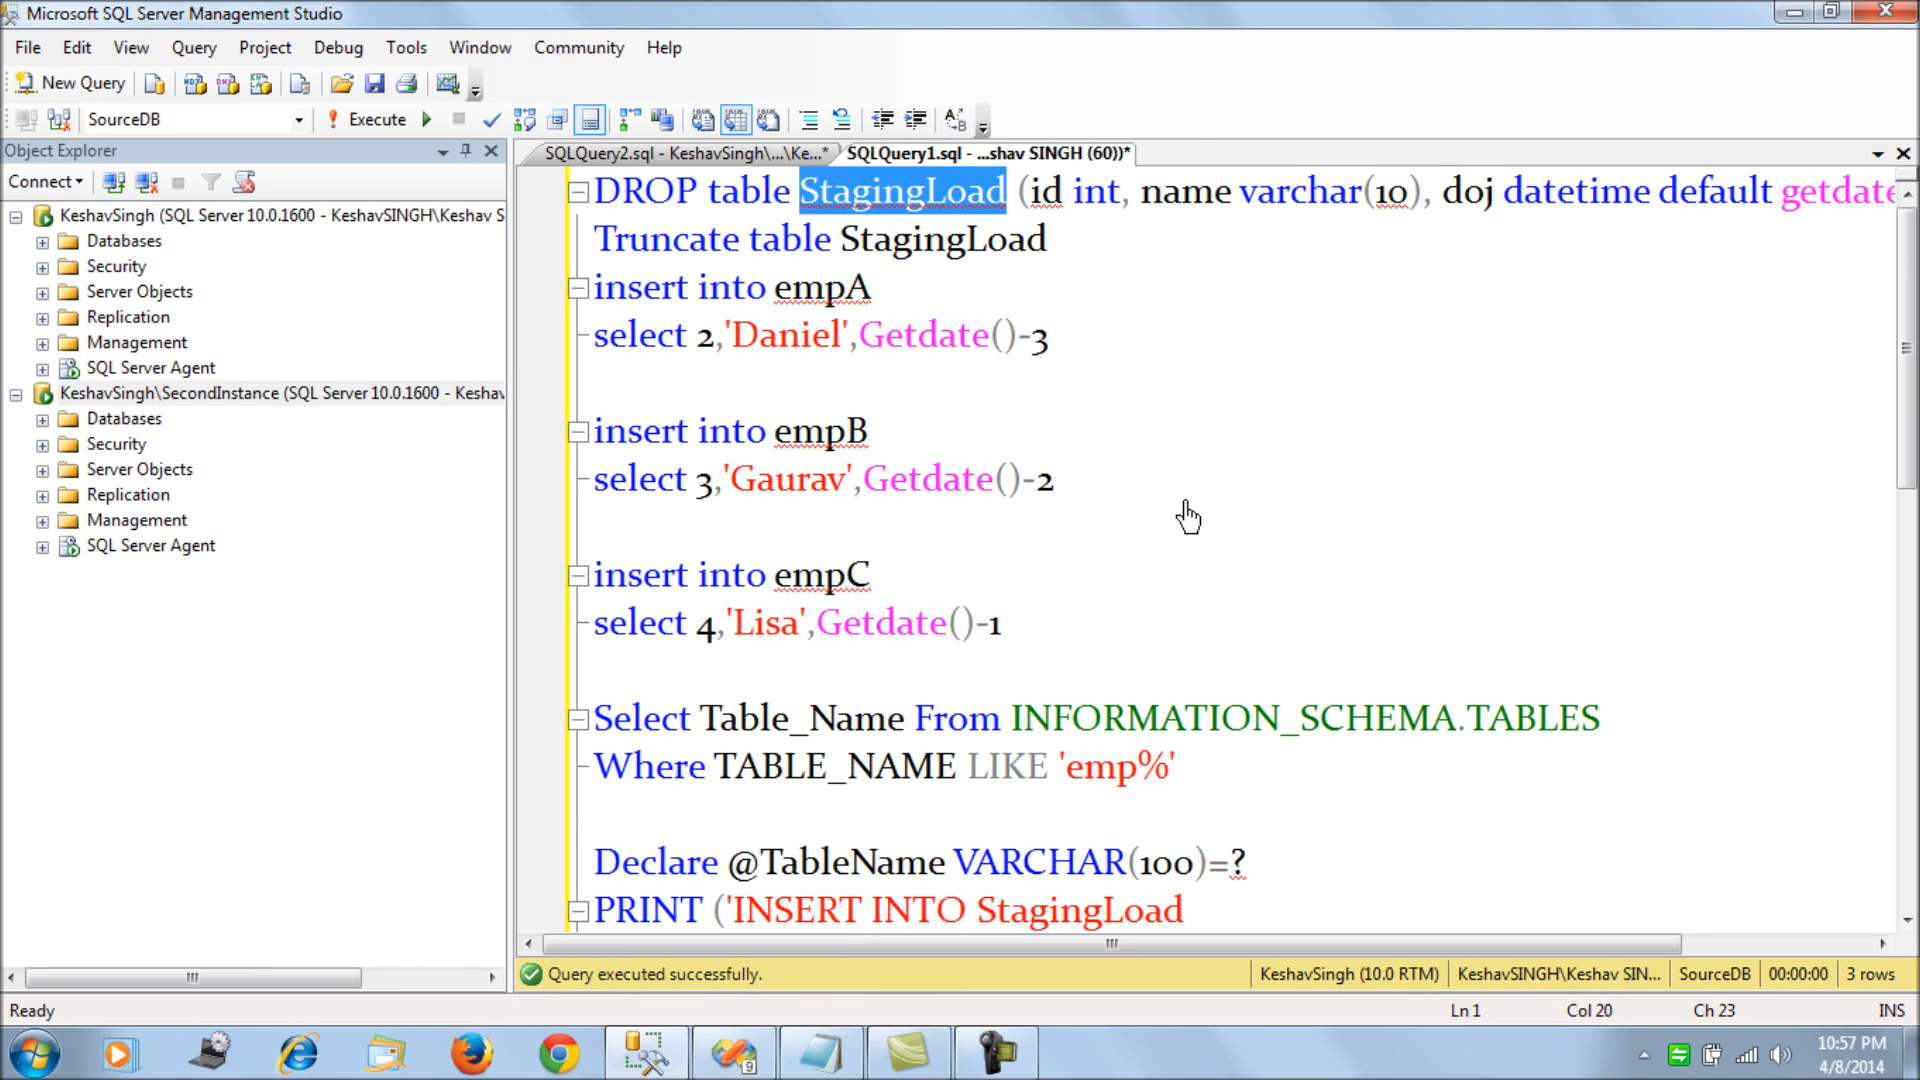 Microsoft SQL Server Management Studio
File Edit View Query Project Debug Tools Window Community Help
New Query
SourceDB Execute
Object Explorer
SQLQuery2.sql - KeshavSingh\...\Ke...* SQLQuery1.sql - ...shav SINGH (60))*
Connect
KeshavSingh (SQL Server 10.0.1600 - KeshavSINGH\Keshav S
Databases
Security
Server Objects
Replication
Management
SQL Server Agent
KeshavSingh\SecondInstance (SQL Server 10.0.1600 - Keshav
Databases
Security
Server Objects
Replication
Management
SQL Server Agent
DROP table StagingLoad (id int, name varchar(10), doj datetime default getdate
Truncate table StagingLoad
insert into empA
select 2,'Daniel',Getdate()-3
insert into empB
select 3,'Gaurav',Getdate()-2
insert into empC
select 4,'Lisa',Getdate()-1
Select Table_Name From INFORMATION_SCHEMA.TABLES
Where TABLE_NAME LIKE 'emp%'
Declare @TableName VARCHAR(100)=?
PRINT ('INSERT INTO StagingLoad
Query executed successfully. KeshavSingh (10.0 RTM) KeshavSINGH\Keshav SIN... SourceDB 00:00:00 3 rows
Ready Ln 1 Col 20 Ch 23 INS
9
10:57 PM
4/8/2014